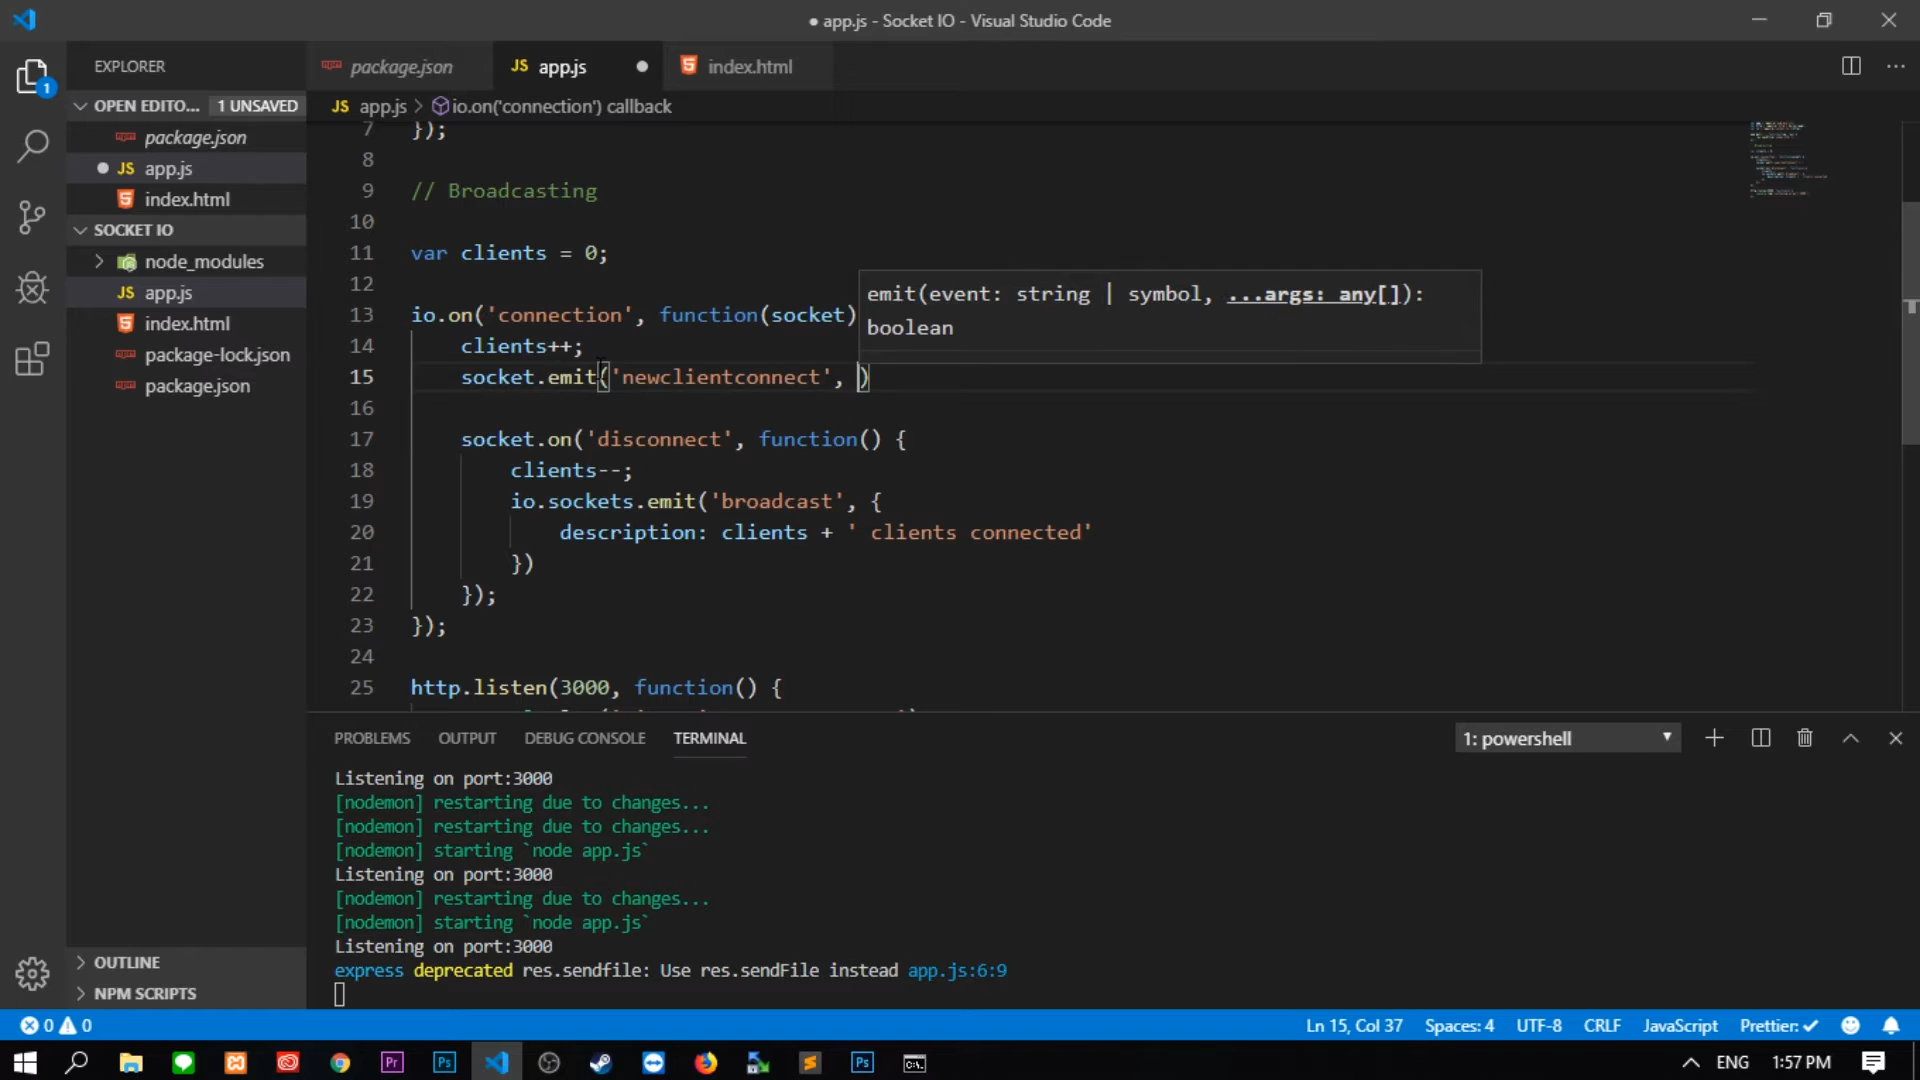 app.js - Socket IO - Visual Studio Code
EXPLORER
OPEN EDITO... 1 UNSAVED
package.json
JS app.js
index.html
SOCKET IO
node_modules
JS app.js
index.html
package-lock.json
package.json
OUTLINE
NPM SCRIPTS
1
package.json
JS app.js
index.html
JS app.js > io.on('connection') callback
7 });
8
9 // Broadcasting
10
11 var clients = 0;
12
13 io.on('connection', function(socket)
14 clients++;
15 socket.emit('newclientconnect', )
16
17 socket.on('disconnect', function() {
18 clients--;
19 io.sockets.emit('broadcast', {
20 description: clients + ' clients connected'
21 })
22 });
23 });
24
25 http.listen(3000, function() {
emit(event: string | symbol, ...args: any[]):
boolean
PROBLEMS OUTPUT DEBUG CONSOLE TERMINAL
1: powershell
Listening on port:3000
[nodemon] restarting due to changes...
[nodemon] restarting due to changes...
[nodemon] starting `node app.js`
Listening on port:3000
[nodemon] restarting due to changes...
[nodemon] starting `node app.js`
Listening on port:3000
express deprecated res.sendfile: Use res.sendFile instead app.js:6:9
0 0
Ln 15, Col 37 Spaces: 4 UTF-8 CRLF JavaScript Prettier: ✓
Pr Ps Ps
ENG 1:57 PM